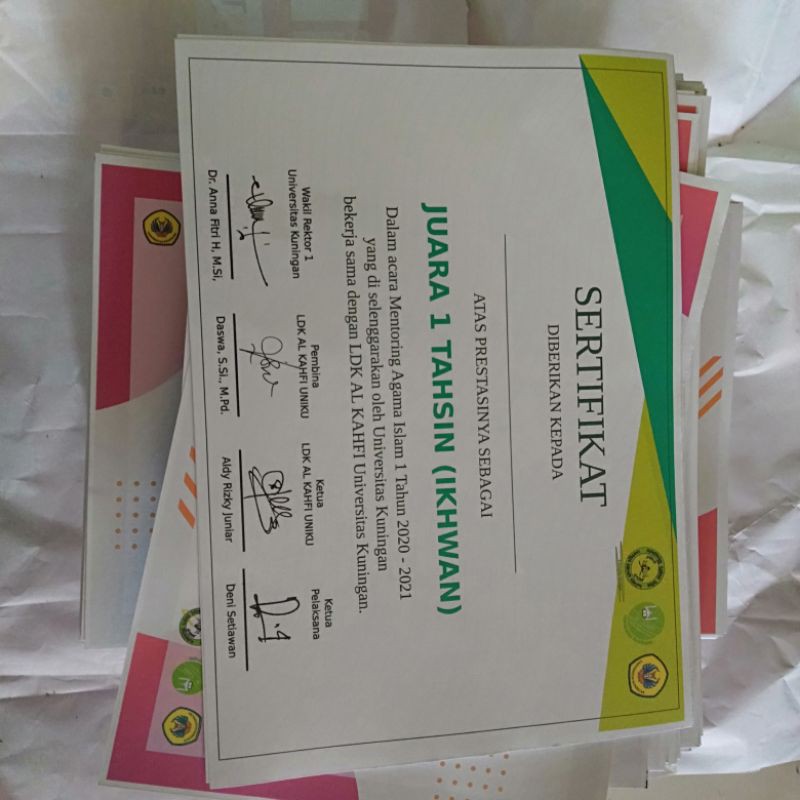 SERTIFIKAT
DIBERIKAN KEPADA
ATAS PRESTASINYA SEBAGAI
JUARA 1 TAHSIN (IKHWAN)
Dalam acara Mentoring Agama Islam 1 Tahun 2020 - 2021
yang di selenggarakan oleh Universitas Kuningan
bekerja sama dengan LDK AL KAHFI Universitas Kuningan.
Wakil Rektor 1
Universitas Kuningan
Dr. Anna Fitri H, M.Si,
Pembina
LDK AL KAHFI UNIKU
Daswa, S.Si., M.Pd.
Ketua
LDK AL KAHFI UNIKU
Aldy Rizky Juniar
Ketua
Pelaksana
Deni Setiawan